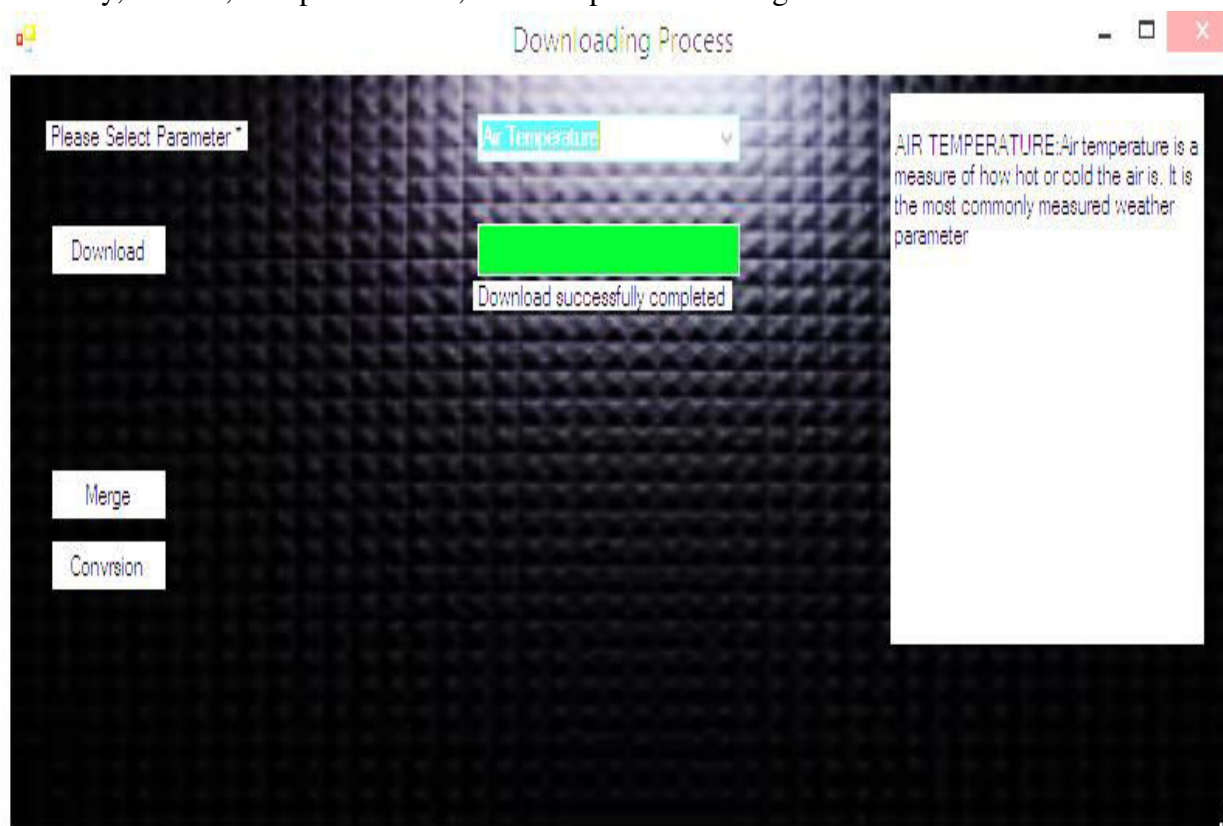 Downloading Process
Please Select Parameter *
Air Temperature
Download
Download successfully completed
Merge
Convrsion
AIR TEMPERATURE:Air temperature is a
measure of how hot or cold the air is. It is
the most commonly measured weather
parameter